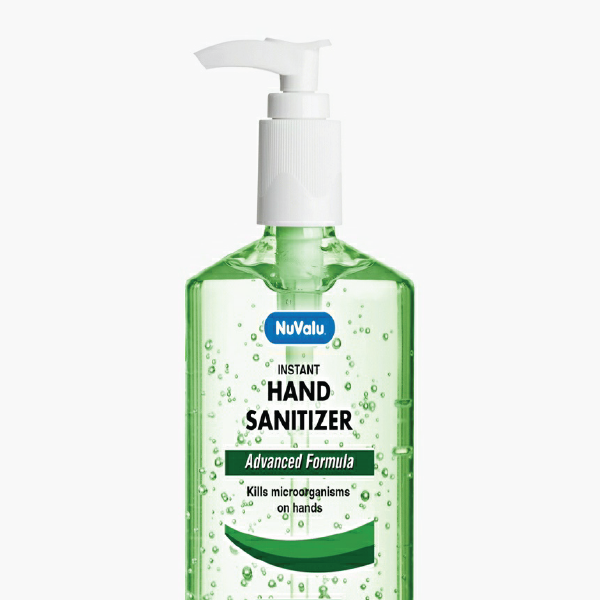 NuValu
INSTANT
HAND
SANITIZER
Advanced Formula
Kills microorganisms
on hands